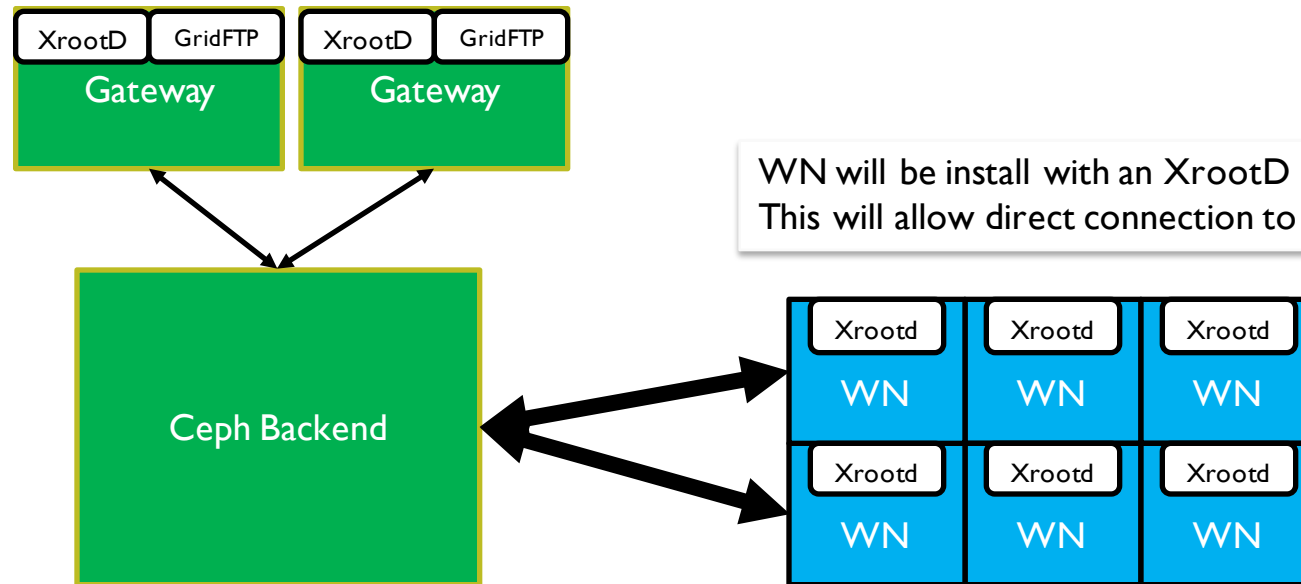 XrootD GridFTP XrootD GridFTP
Gateway Gateway
WN will be install with an XrootD
This will allow direct connection to
Xrootd Xrootd Xrootd
WN WN WN
Ceph Backend
Xrootd Xrootd Xrootd
WN WN WN